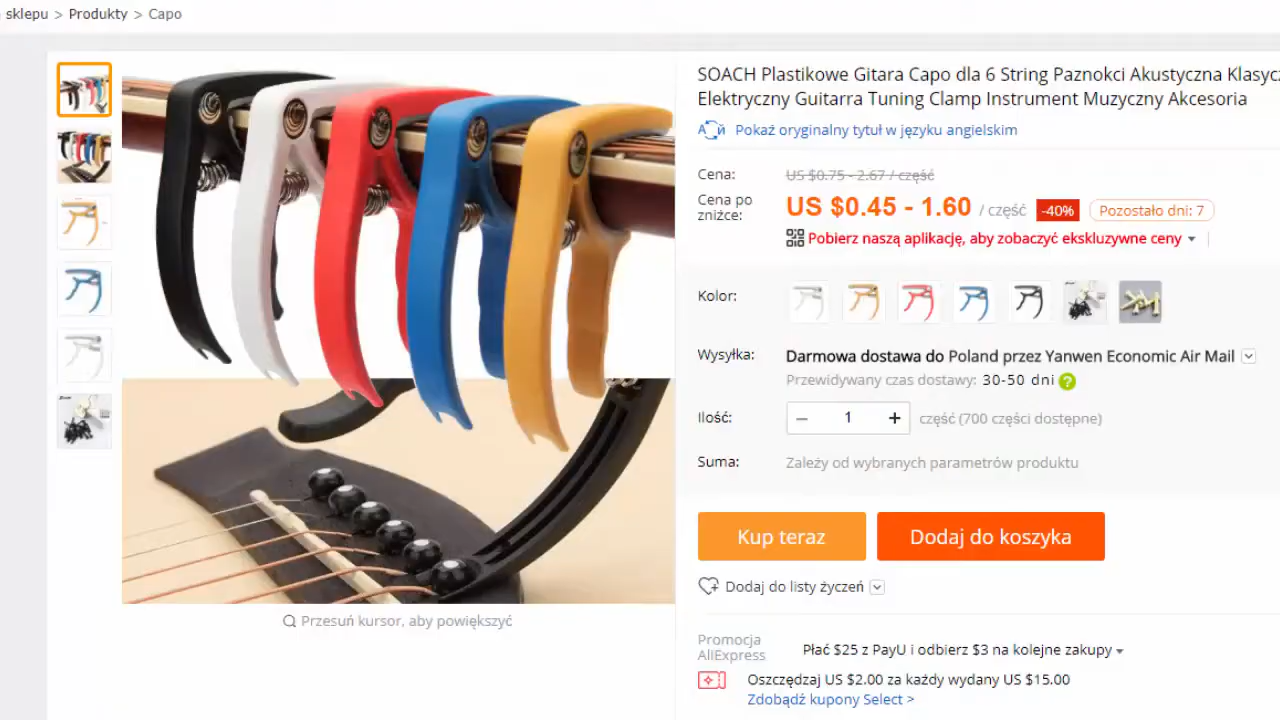 sklepu > Produkty > Capo
SOACH Plastikowe Gitara Capo dla 6 String Paznokci Akustyczna
Elektryczny Guitarra Tuning Clamp Instrument Muzyczny Akcesoria
Pokaż oryginalny tytuł w języku angielskim
Cena: US $0.75 - 2.67 / część
Cena po zniżce: US $0.45 - 1.60 / część -40% Pozostało dni: 7
Pobierz naszą aplikację, aby zobaczyć ekskluzywne ceny
Kolor:
Wysyłka: Darmowa dostawa do Poland przez Yanwen Economic Air Mail
Przewidywany czas dostawy: 30-50 dni ?
Ilość: – 1 + część (700 części dostępne)
Suma: Zależy od wybranych parametrów produktu
Kup teraz Dodaj do koszyka
Dodaj do listy życzeń
Przesuń kursor, aby powiększyć
Promocja AliExpress Płać $25 z PayU i odbierz $3 na kolejne zakupy
Oszczędzaj US $2.00 za każdy wydany US $15.00
Zdobądź kupony Select >